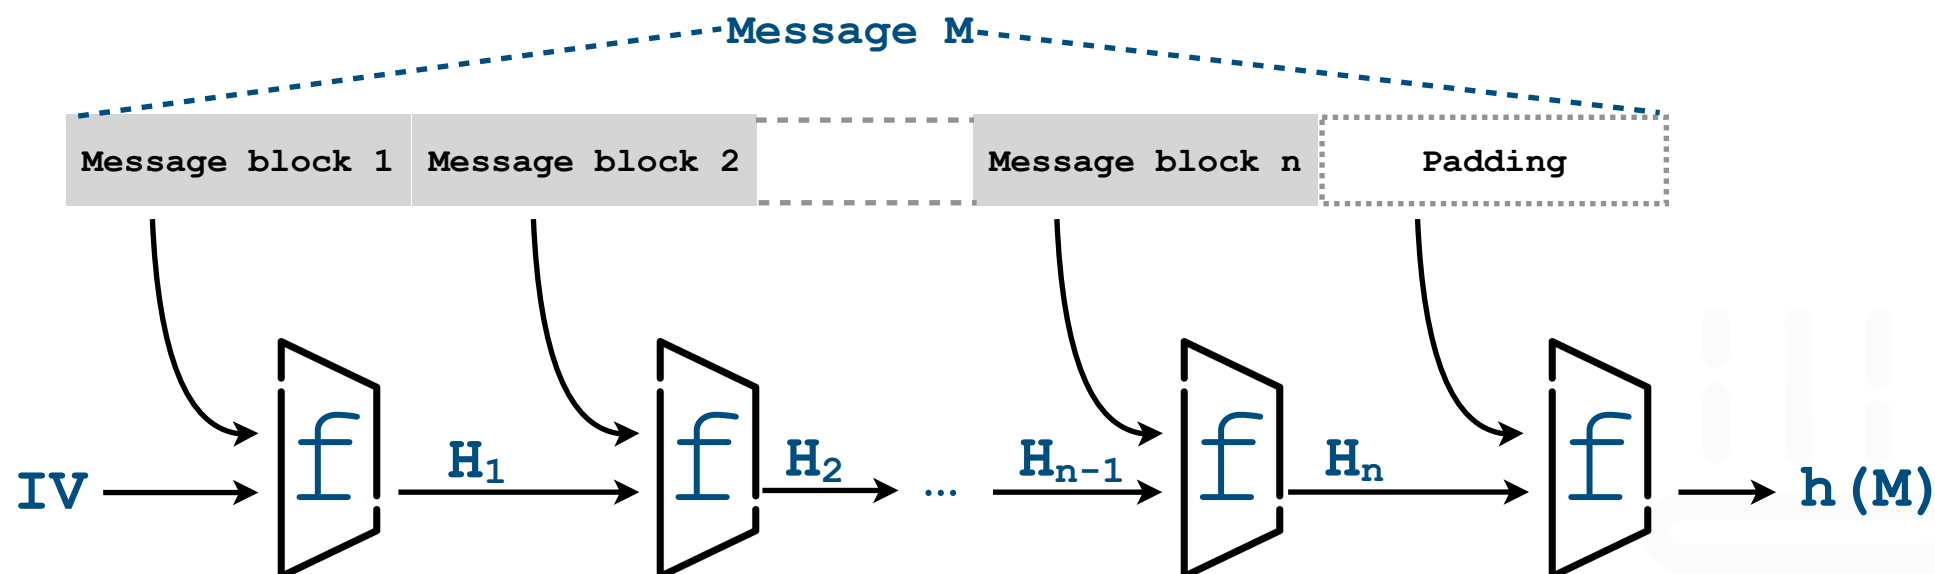 Message M
Message block 1 Message block 2 Message block n Padding
f f f f
IV H₁ H₂ ... Hₙ₋₁ Hₙ h(M)